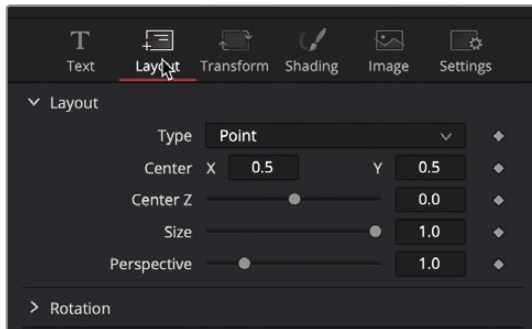 Text Layout Transform Shading Image Settings
Layout
Type Point
Center X 0.5 Y 0.5
Center Z 0.0
Size 1.0
Perspective 1.0
Rotation